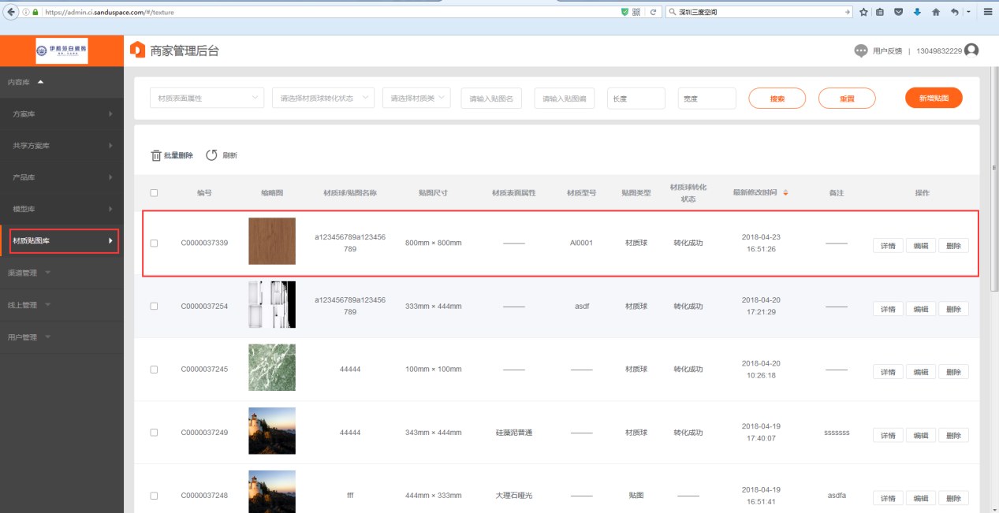 https://admin.ci.sanduspace.com/#/texture
深圳三度空间
商家管理后台
用户反馈 | 13049832229
内容库
方案库
共享方案库
产品库
模型库
材质贴图库
渠道管理
线上管理
用户管理
材质表面属性
请选择材质球转化状态
请选择材质类
请输入贴图名
请输入贴图编
长度
宽度
搜索
重置
新增贴图
批量删除
刷新
编号 缩略图 材质球/贴图名称 贴图尺寸 材质表面属性 材质型号 贴图类型 材质球转化状态 最新修改时间 备注 操作
C0000037339 a123456789a123456789 800mm × 800mm —— AI0001 材质球 转化成功 2018-04-23 16:51:26 —— 详情 编辑 删除
C0000037254 a123456789a123456789 333mm × 444mm —— asdf 材质球 转化成功 2018-04-20 17:21:29 —— 详情 编辑 删除
C0000037245 44444 100mm × 100mm —— —— 材质球 转化成功 2018-04-20 10:26:18 —— 详情 编辑 删除
C0000037249 44444 343mm × 444mm 硅藻泥普通 —— 材质球 转化成功 2018-04-19 17:40:07 sssssss 详情 编辑 删除
C0000037248 fff 444mm × 333mm 大理石哑光 —— 贴图 —— 2018-04-19 16:51:41 asdfa 详情 编辑 删除